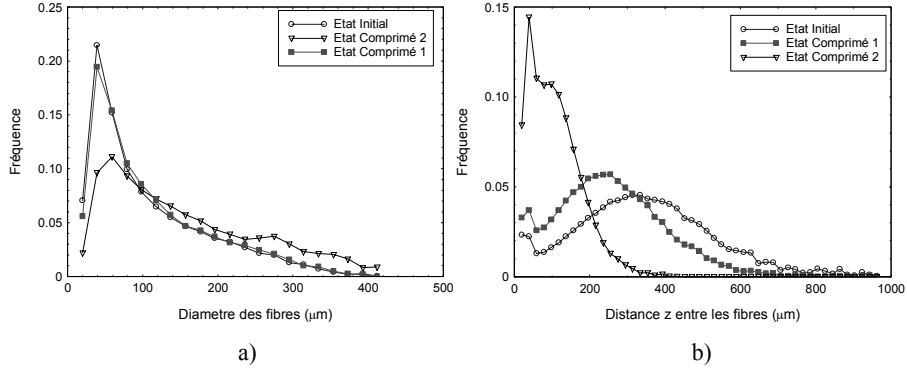 0.25
0.20
0.15
0.10
0.05
0
Fréquence
0
100
200
300
400
500
Diametre des fibres (μm)
Etat Initial
Etat Comprimé 2
Etat Comprimé 1
a)
0.15
0.10
0.05
0
Fréquence
0
200
400
600
800
1000
Distance z entre les fibres (μm)
Etat Initial
Etat Comprimé 1
Etat Comprimé 2
b)